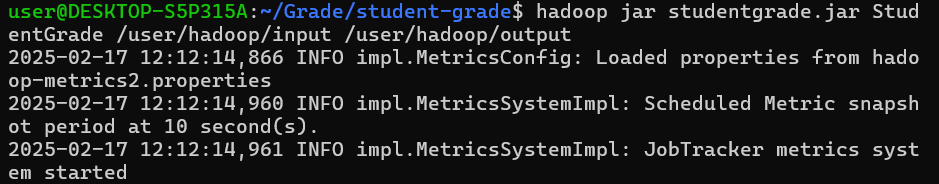 user@DESKTOP-S5P315A:~/Grade/student-grade$ hadoop jar studentgrade.jar Stud
entGrade /user/hadoop/input /user/hadoop/output
2025-02-17 12:12:14,866 INFO impl.MetricsConfig: Loaded properties from hado
op-metrics2.properties
2025-02-17 12:12:14,960 INFO impl.MetricsSystemImpl: Scheduled Metric snapsh
ot period at 10 second(s).
2025-02-17 12:12:14,961 INFO impl.MetricsSystemImpl: JobTracker metrics syst
em started